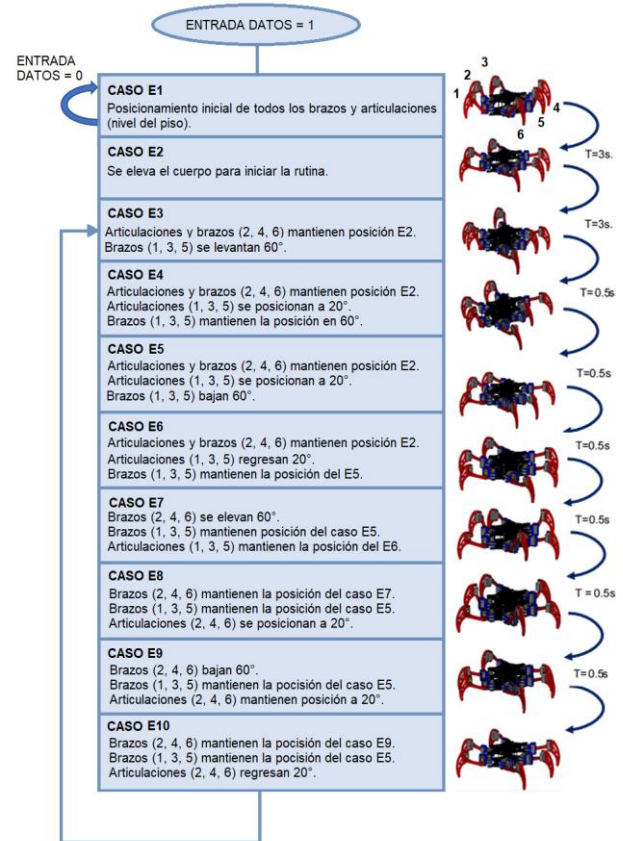 ENTRADA DATOS = 1
ENTRADA
DATOS = 0
CASO E1
Posicionamiento inicial de todos los brazos y articulaciones
(nivel del piso).
3
2
1
4
5
6
T=3s.
CASO E2
Se eleva el cuerpo para iniciar la rutina.
T=3s.
CASO E3
Articulaciones y brazos (2, 4, 6) mantienen posición E2.
Brazos (1, 3, 5) se levantan 60°.
T=0.5s
CASO E4
Articulaciones y brazos (2, 4, 6) mantienen posición E2.
Articulaciones (1, 3, 5) se posicionan a 20°.
Brazos (1, 3, 5) mantienen la posición en 60°.
T=0.5s
CASO E5
Articulaciones y brazos (2, 4, 6) mantienen posición E2.
Articulaciones (1, 3, 5) se posicionan a 20°.
Brazos (1, 3, 5) bajan 60°.
T=0.5s
CASO E6
Articulaciones y brazos (2, 4, 6) mantienen posición E2.
Articulaciones (1, 3, 5) regresan 20°.
Brazos (1, 3, 5) mantienen la posición del E5.
T=0.5s
CASO E7
Brazos (2, 4, 6) se elevan 60°.
Brazos (1, 3, 5) mantienen posición del caso E5.
Articulaciones (1, 3, 5) mantienen la posición del E6.
T = 0.5s
CASO E8
Brazos (2, 4, 6) mantienen la posición del caso E7.
Brazos (1, 3, 5) mantienen la posición del caso E5.
Articulaciones (2, 4, 6) se posicionan a 20°.
T=0.5s
CASO E9
Brazos (2, 4, 6) bajan 60°.
Brazos (1, 3, 5) mantienen la pocisión del caso E5.
Articulaciones (2, 4, 6) mantienen posición a 20°.
CASO E10
Brazos (2, 4, 6) mantienen la pocisión del caso E9.
Brazos (1, 3, 5) mantienen la pocisión del caso E5.
Articulaciones (2, 4, 6) regresan 20°.